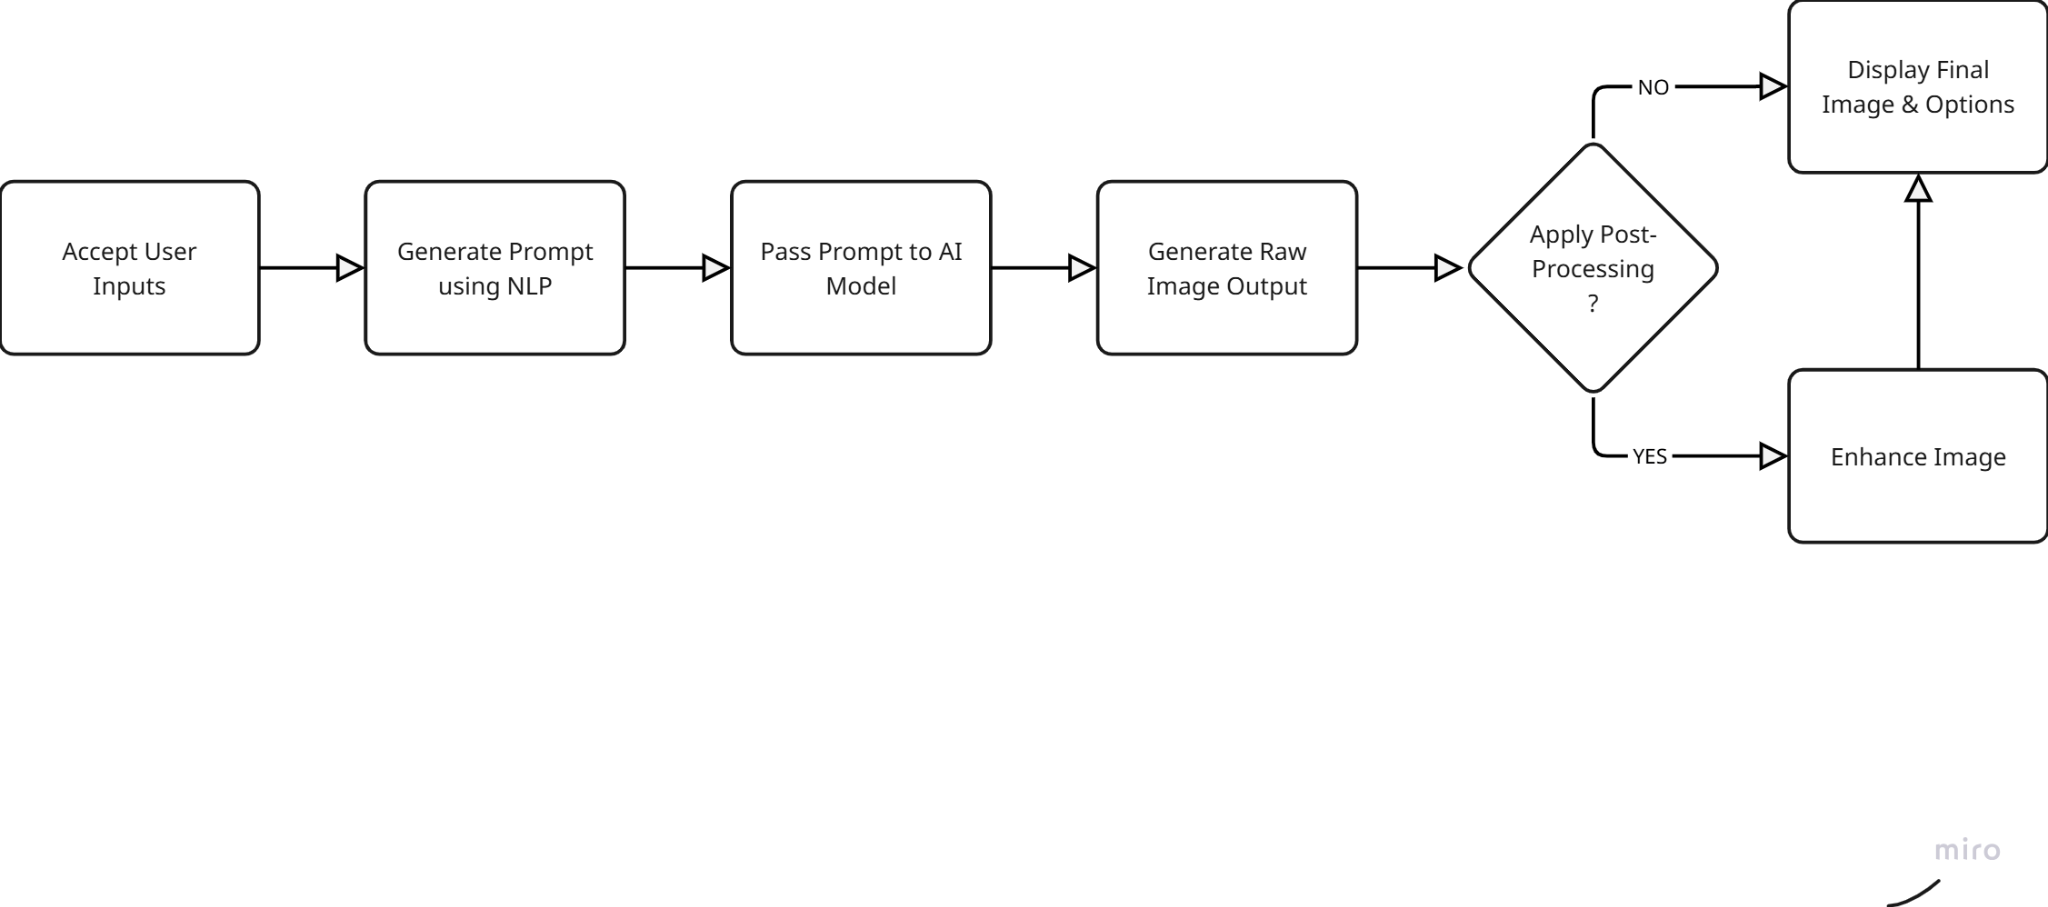 Accept User
Inputs
Generate Prompt
using NLP
Pass Prompt to AI
Model
Generate Raw
Image Output
Apply Post-
Processing
?
NO
Display Final
Image & Options
YES
Enhance Image
miro